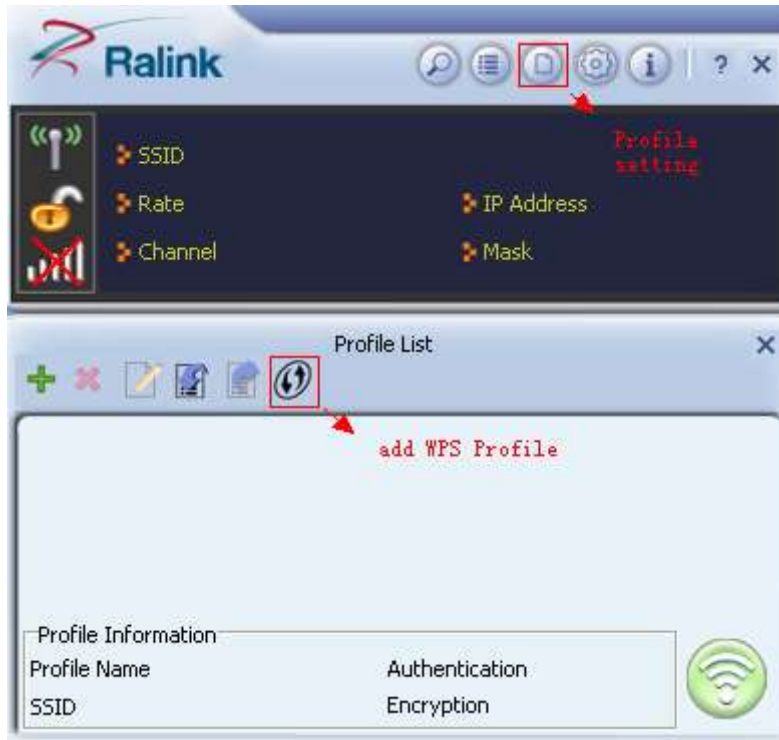 Ralink
i ? ×
Profile
setting
SSID
Rate
IP Address
Channel
Mask
Profile List
×
add WPS Profile
Profile Information
Profile Name
Authentication
SSID
Encryption